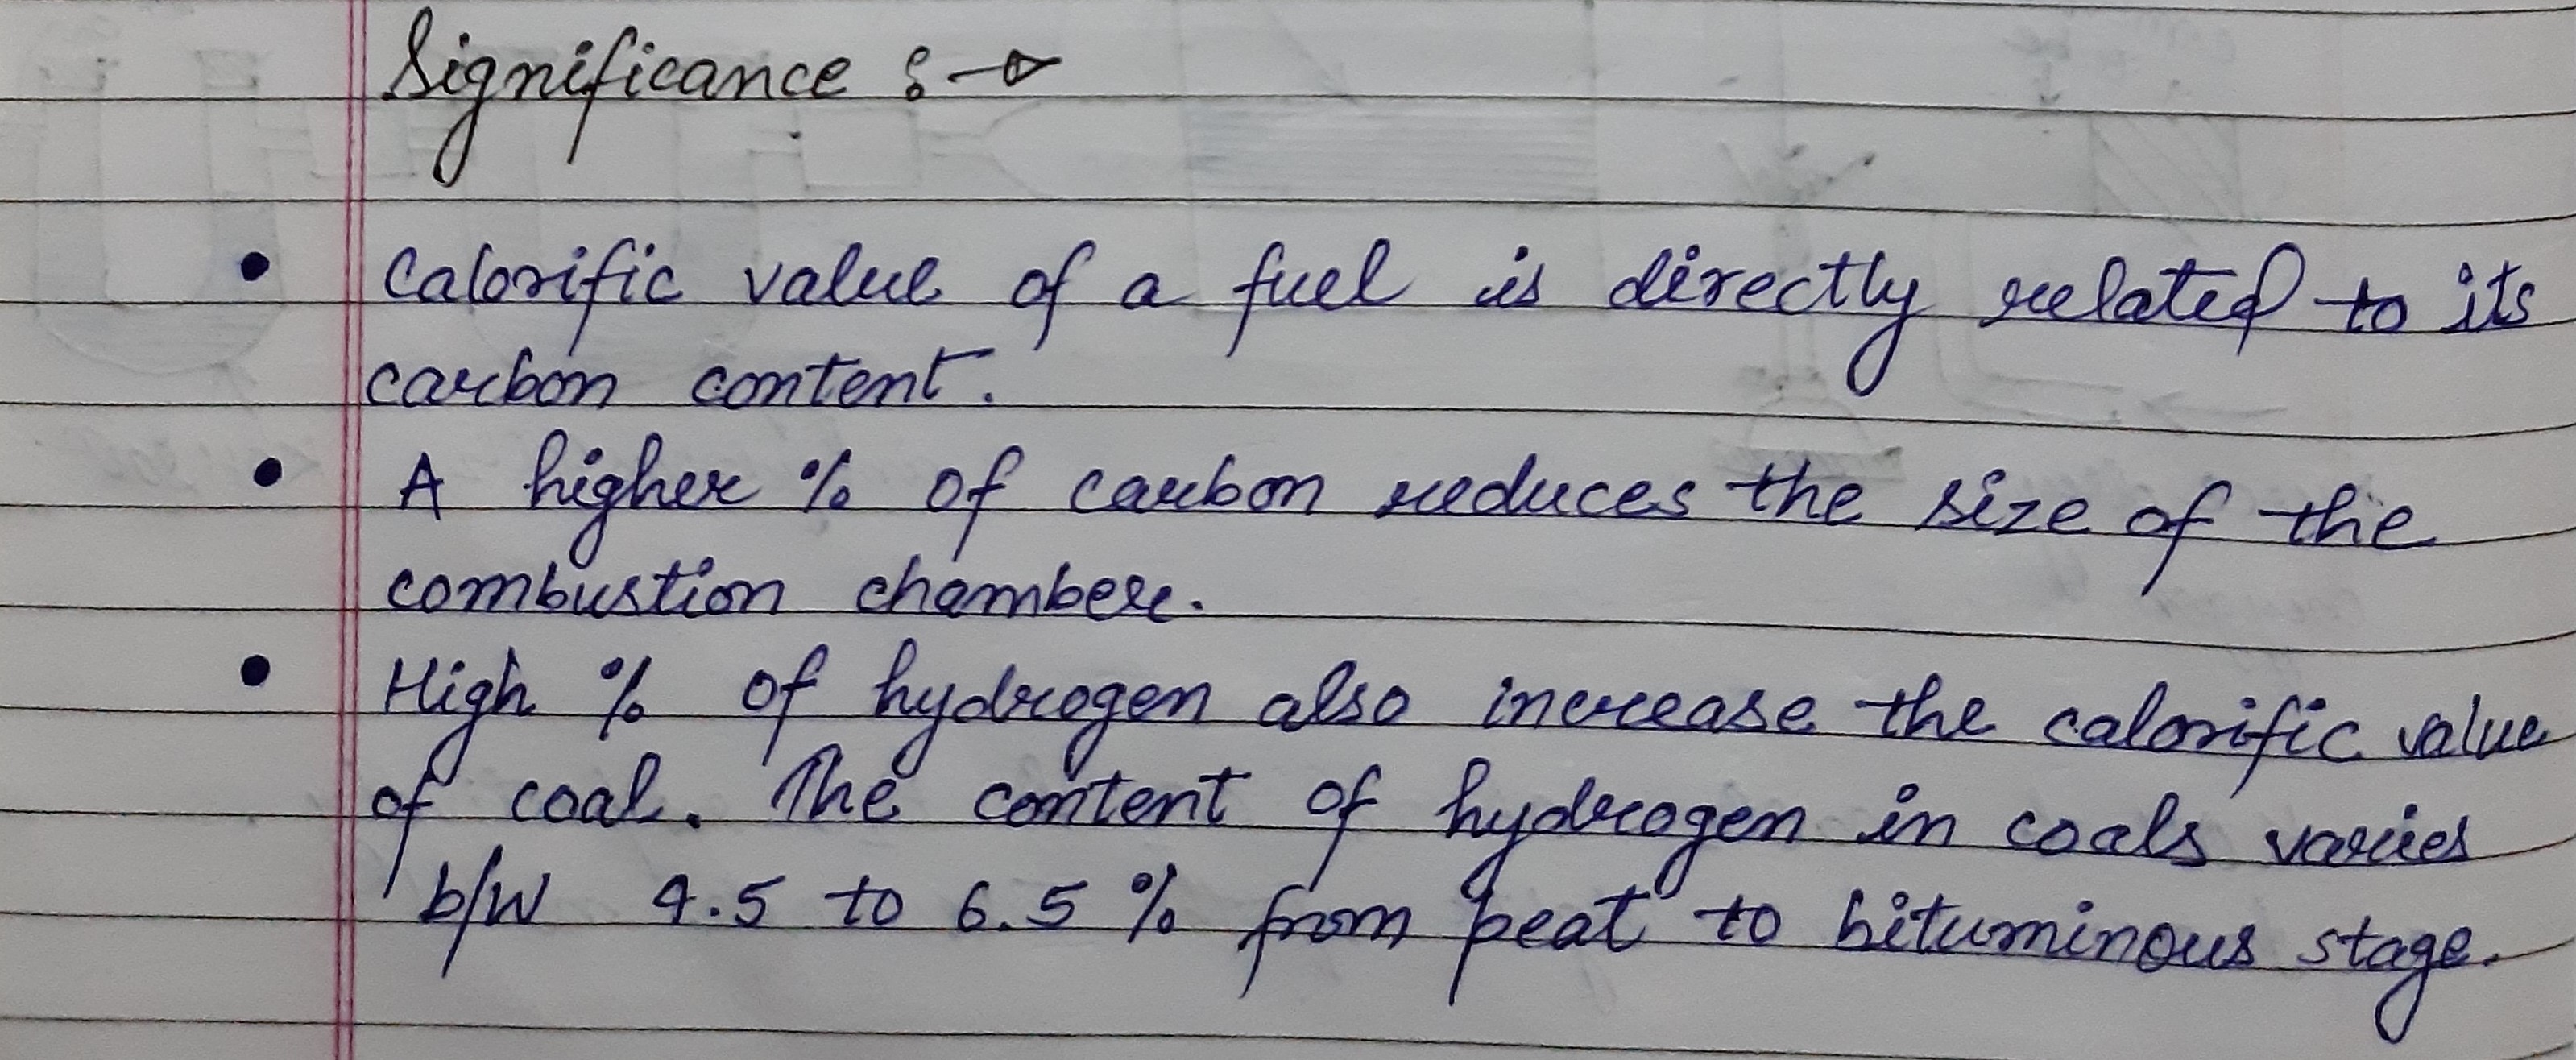 Significance :→
• Calorific value of a fuel is directly related to its
carbon content.
• A higher % of carbon reduces the size of the
combustion chamber.
• High % of hydrogen also increase the calorific value
of coal. The content of hydrogen in coals varies
b/w 4.5 to 6.5 % from peat to bituminous stage.